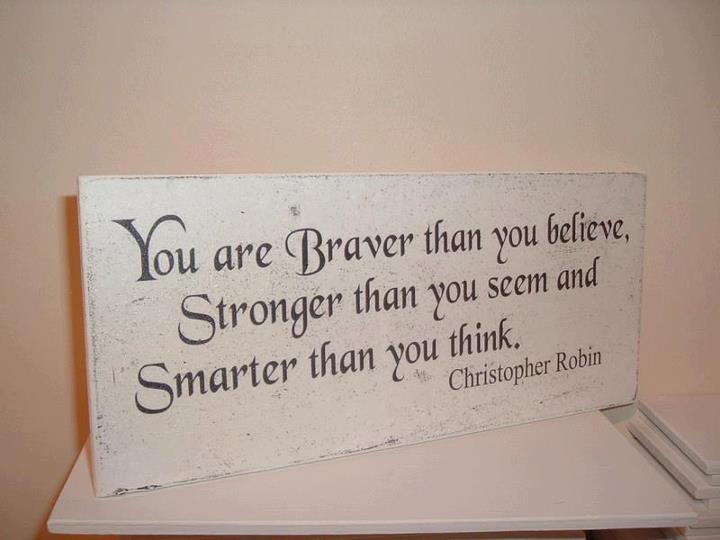 You are Braver than you believe,
Stronger than you seem and
Smarter than you think.
Christopher Robin